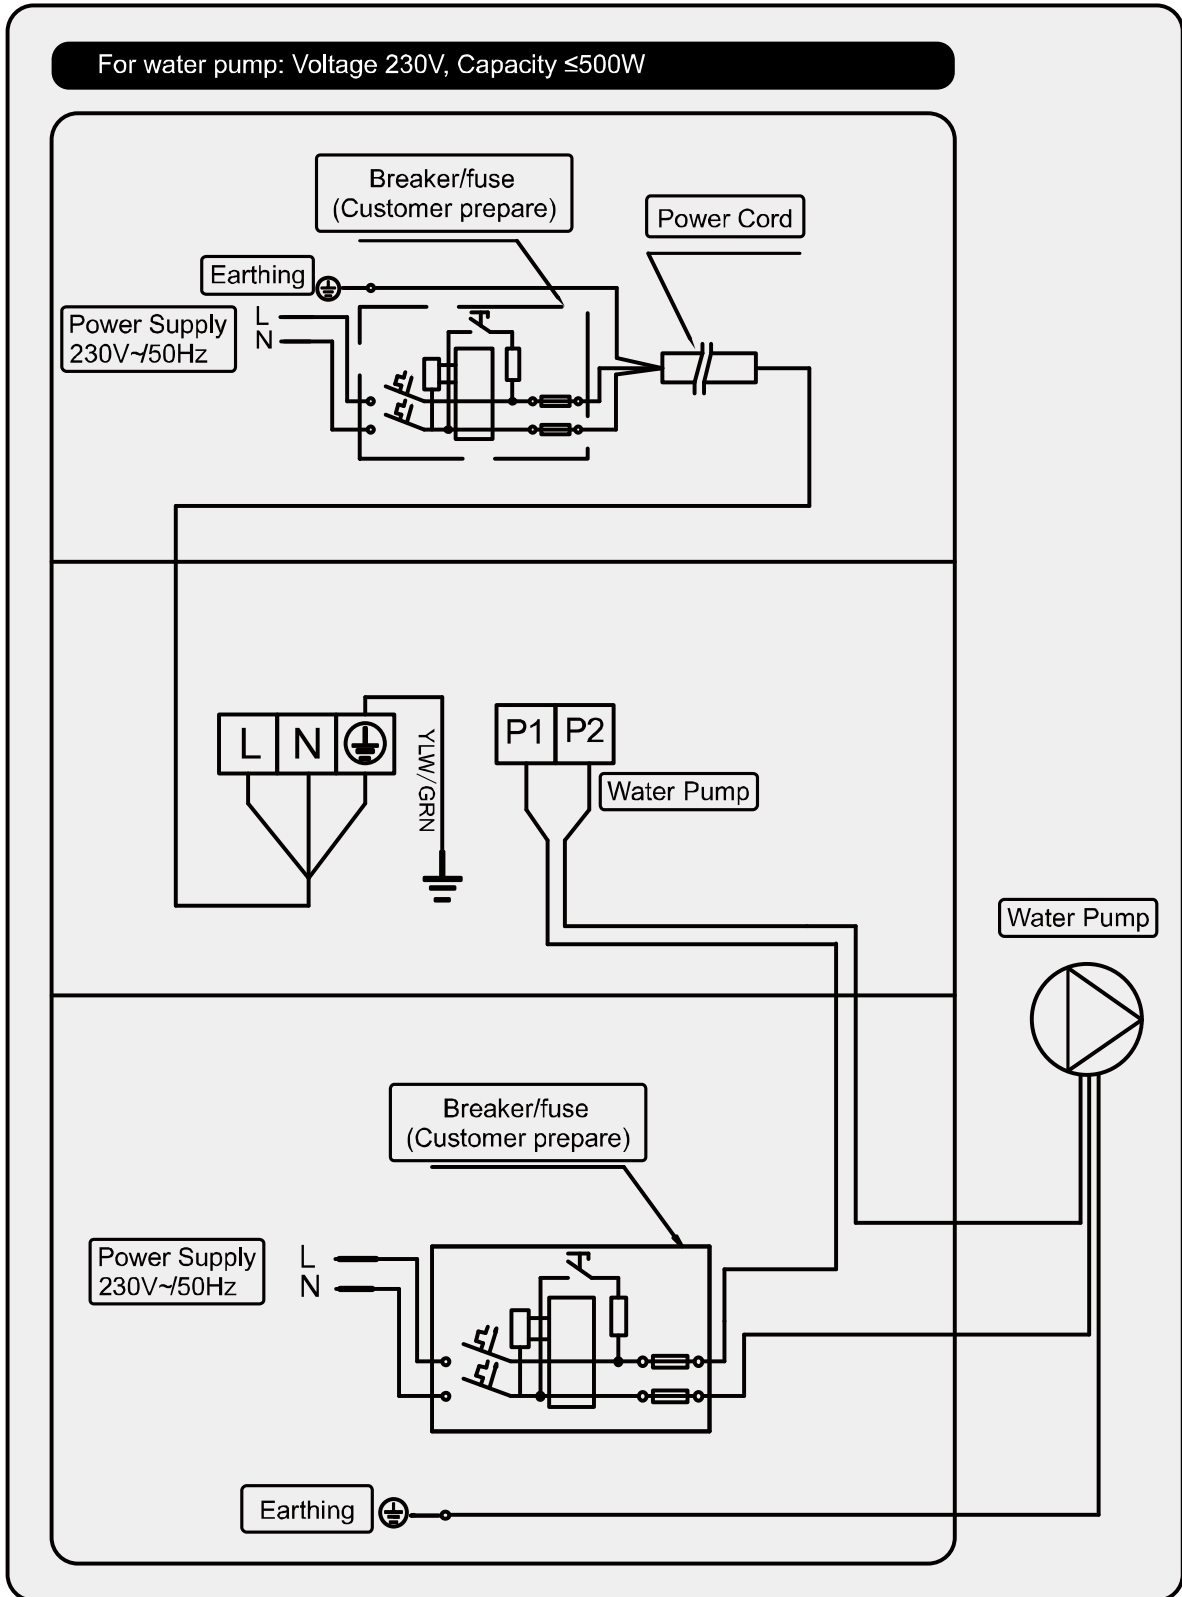 For water pump: Voltage 230V, Capacity ≤500W
Breaker/fuse
(Customer prepare)
Power Cord
Earthing
Power Supply
230V~/50Hz
L
N
L N
YLW/GRN
P1 P2
Water Pump
Water Pump
Breaker/fuse
(Customer prepare)
Power Supply
230V~/50Hz
L
N
Earthing